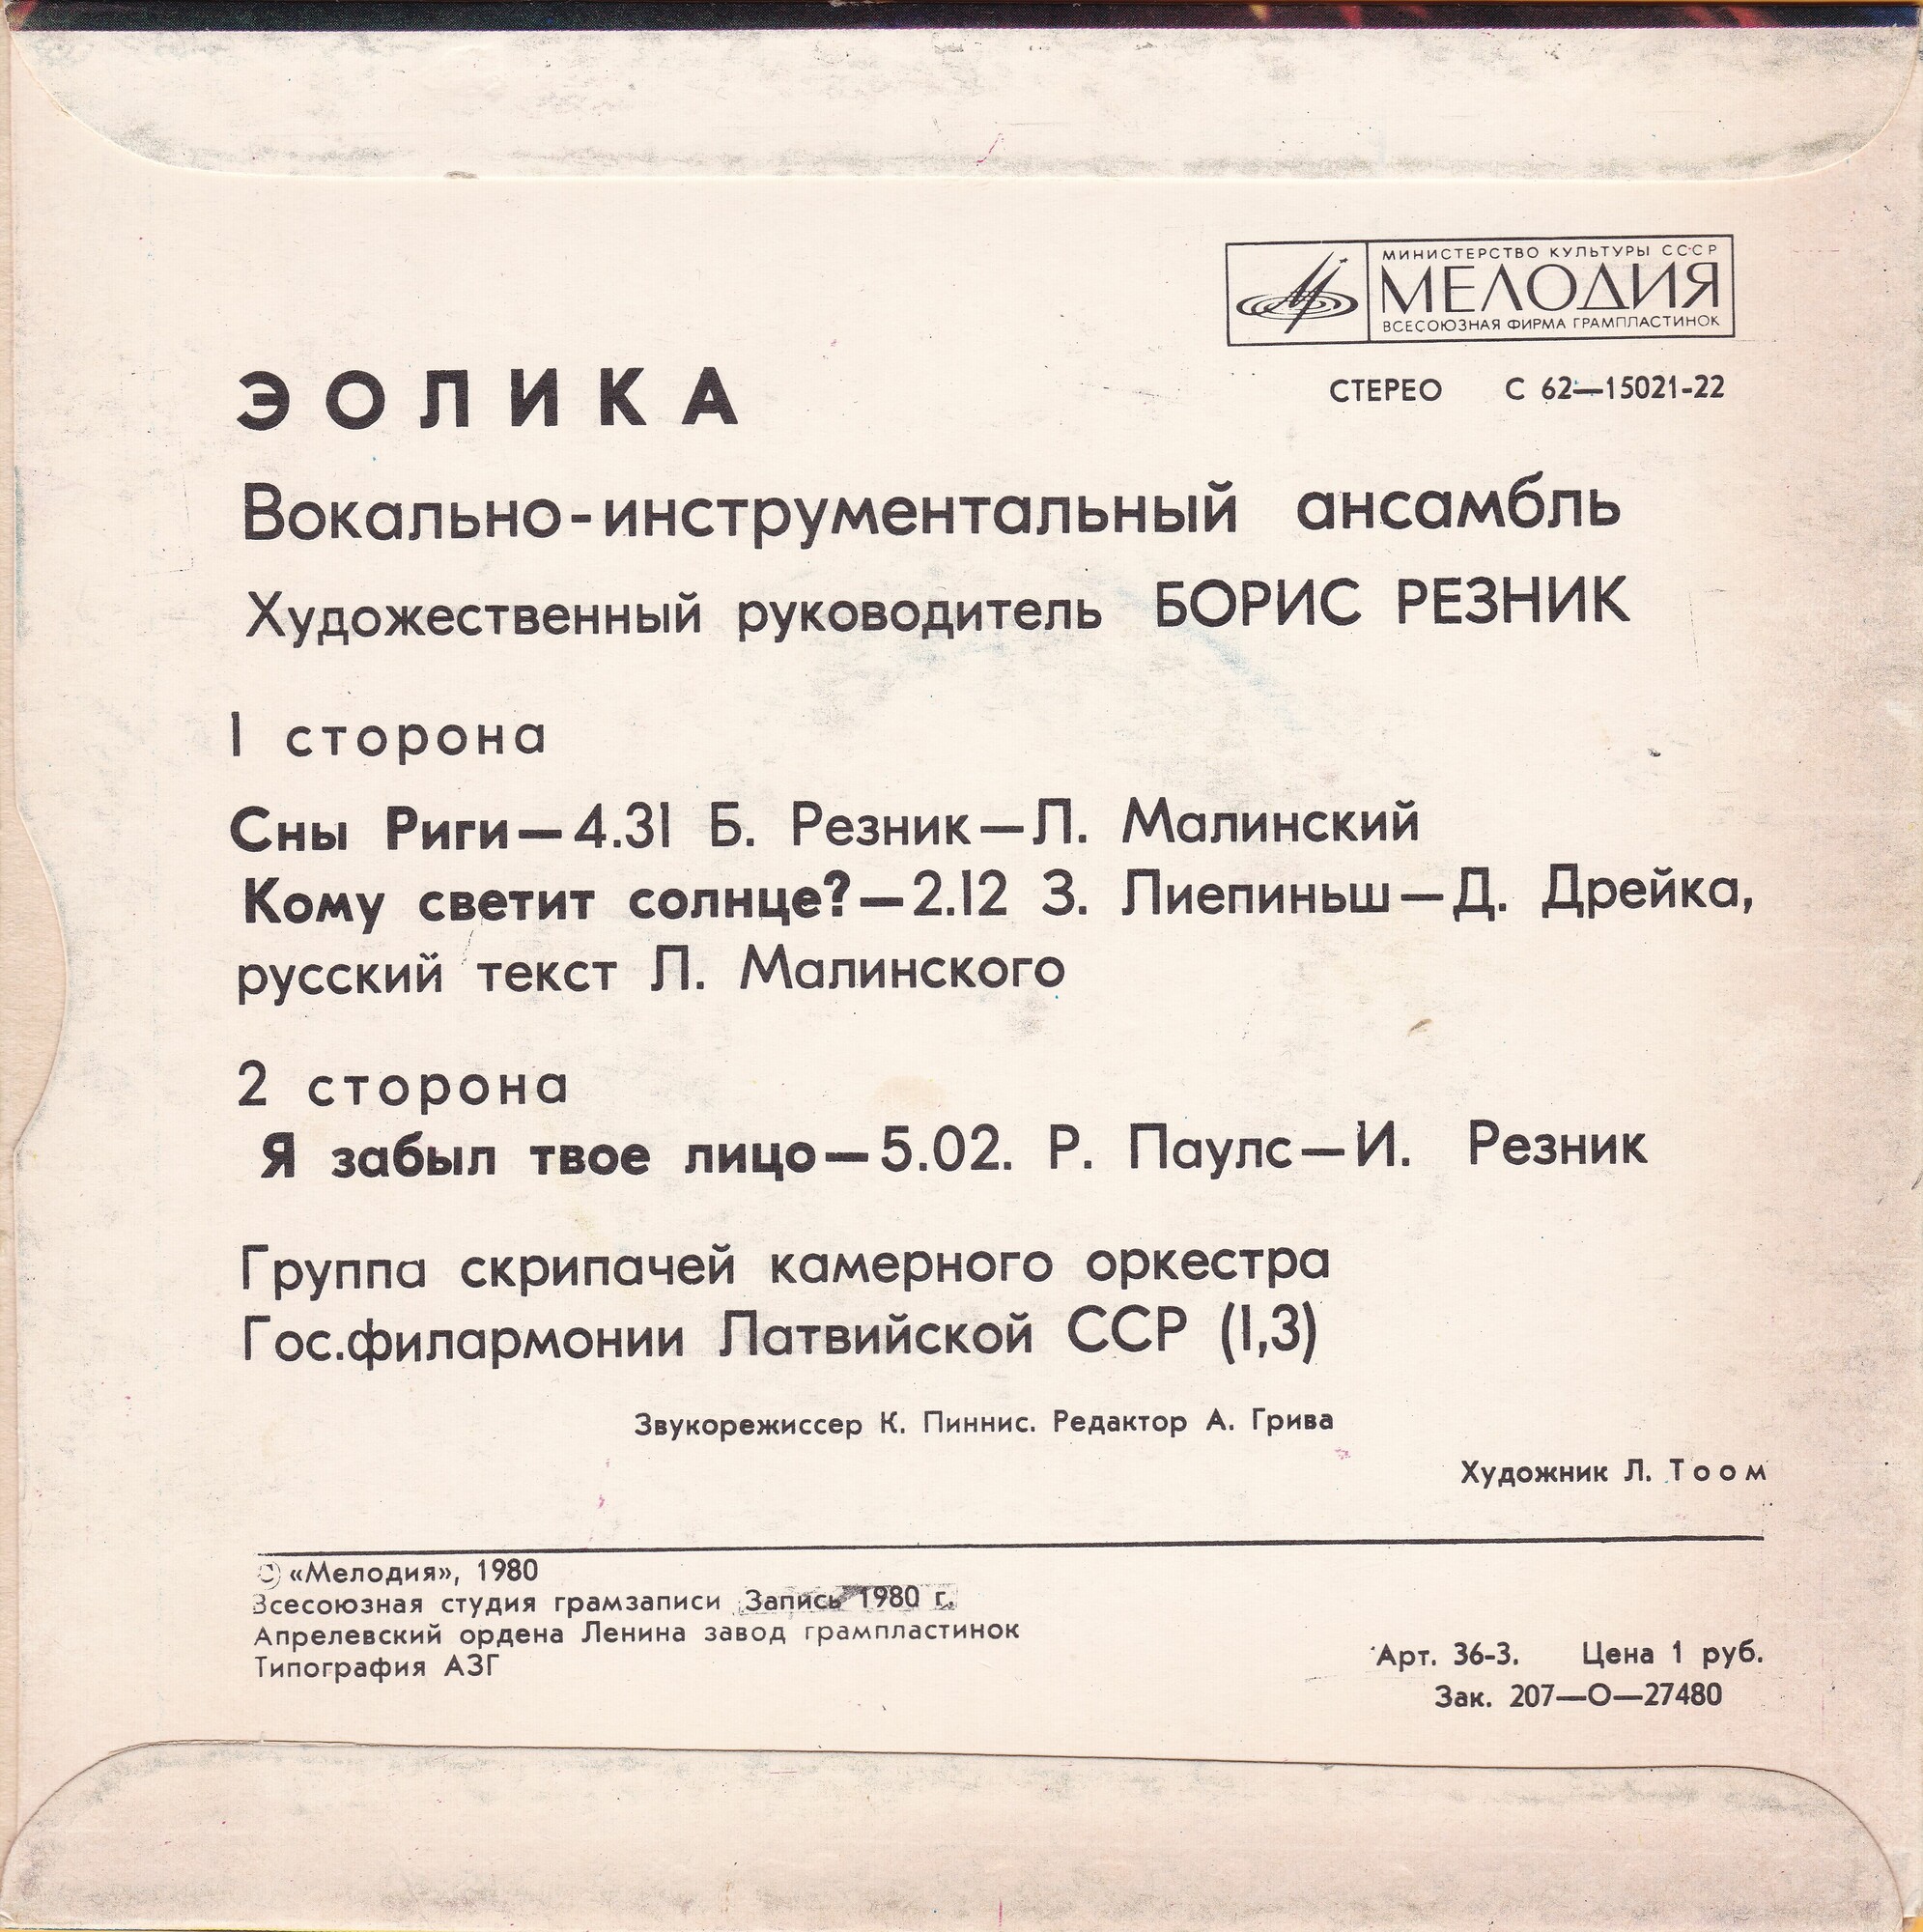 МИНИСТЕРСТВО КУЛЬТУРЫ СССР
МЕЛОДИЯ
ВСЕСОЮЗНАЯ ФИРМА ГРАМПЛАСТИНОК
СТЕРЕО С 62—15021-22
ЭОЛИКА
Вокально-инструментальный ансамбль
Художественный руководитель БОРИС РЕЗНИК
1 сторона
Сны Риги—4.31 Б. Резник—Л. Малинский
Кому светит солнце?—2.12 З. Лиепиньш—Д. Дрейка,
русский текст Л. Малинского
2 сторона
Я забыл твое лицо—5.02. Р. Паулс—И. Резник
Группа скрипачей камерного оркестра
Гос.филармонии Латвийской ССР (1,3)
Звукорежиссер К. Пиннис. Редактор А. Грива
Художник Л. Тоом
© «Мелодия», 1980
Всесоюзная студия грамзаписи Запись 1980 г.
Апрелевский ордена Ленина завод грампластинок
Типография АЗГ
Арт. 36-3. Цена 1 руб.
Зак. 207—О—27480